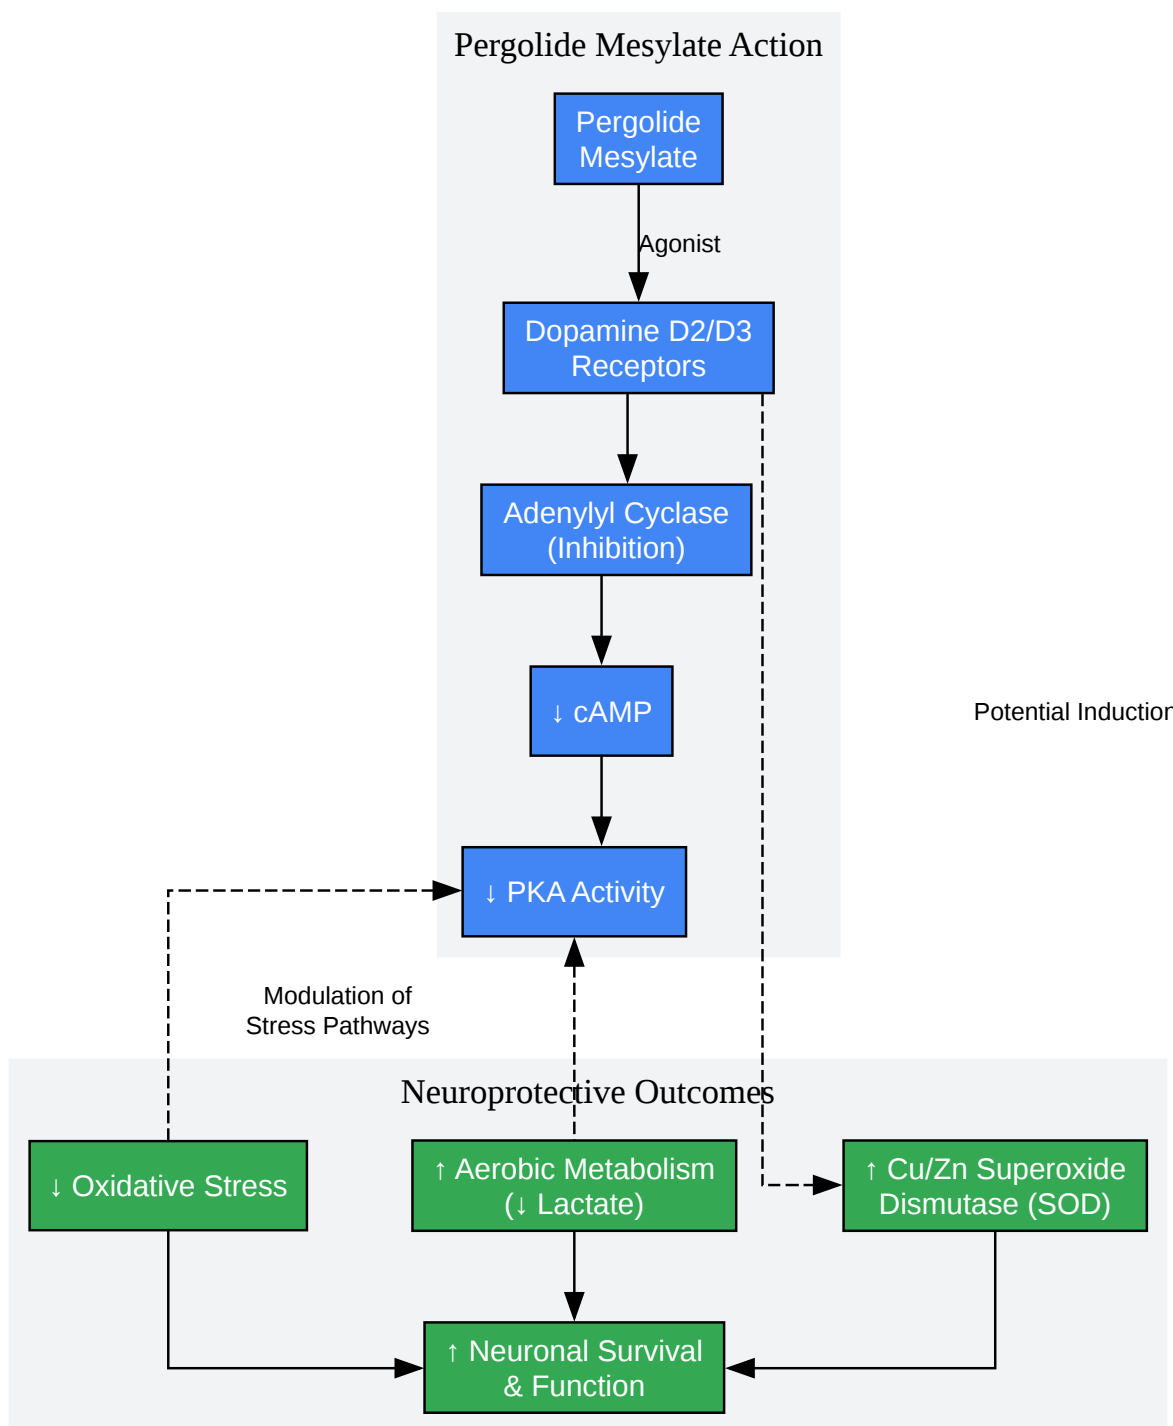 Pergolide Mesylate Action
Pergolide
Mesylate
Agonist
Dopamine D2/D3
Receptors
Adenylyl Cyclase
(Inhibition)
↓ cAMP
Potential Induction
↓ PKA Activity
Modulation of
Stress Pathways
Neuroprotective Outcomes
↓ Oxidative Stress
↑ Aerobic Metabolism
(↓ Lactate)
↑ Cu/Zn Superoxide
Dismutase (SOD)
↑ Neuronal Survival
& Function